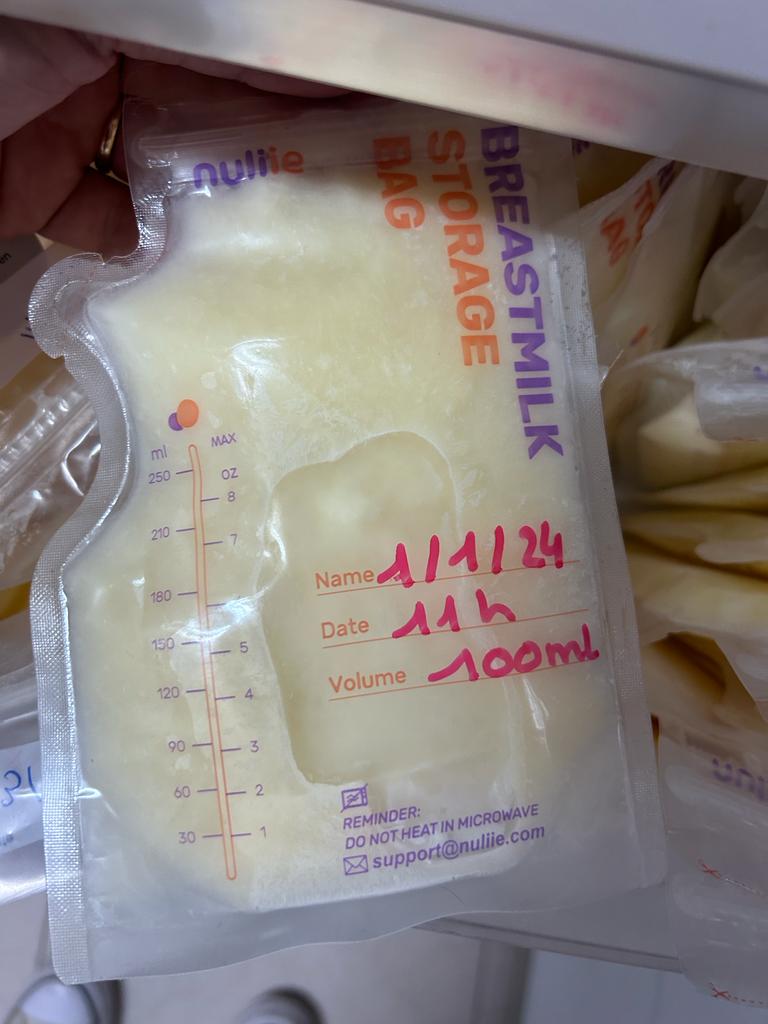 nuliie
BREASTMILK
STORAGE
BAG
ml
MAX
OZ
250
8
210
7
180
150
5
120
4
90
3
60
2
30
1
Name 1/1/24
Date 11h
Volume 100ml
REMINDER:
DO NOT HEAT IN MICROWAVE
support@nuliie.com